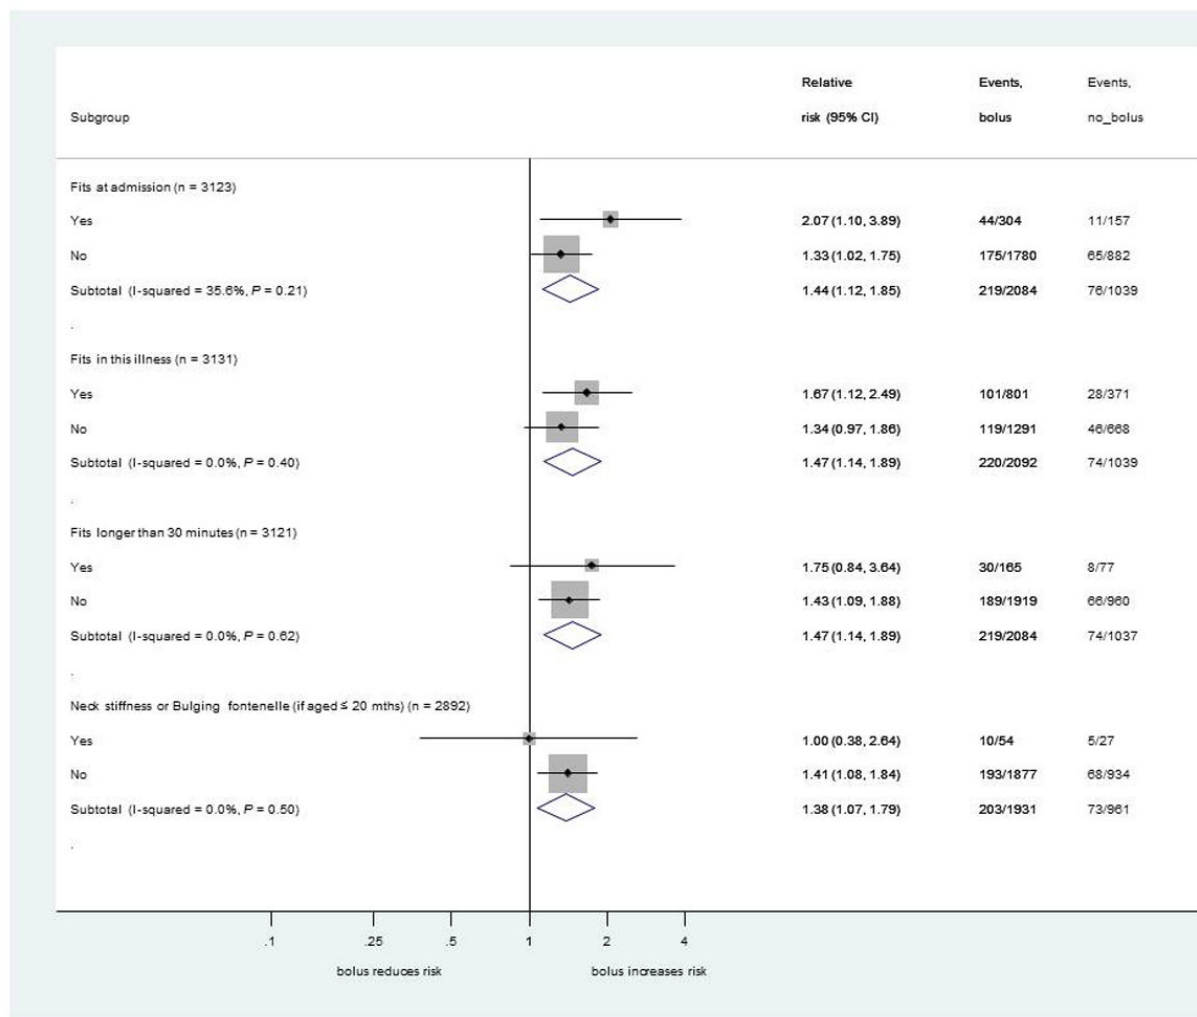 Relative Events, Events,
Subgroup risk (95% CI) bolus no_bolus
Fits at admission (n = 3123)
Yes 2.07 (1.10, 3.89) 44/304 11/157
No 1.33 (1.02, 1.75) 175/1780 65/882
Subtotal (I-squared = 35.6%, P = 0.21) 1.44 (1.12, 1.85) 219/2084 76/1039
.
Fits in this illness (n = 3131)
Yes 1.67 (1.12, 2.49) 101/801 28/371
No 1.34 (0.97, 1.86) 119/1291 46/668
Subtotal (I-squared = 0.0%, P = 0.40) 1.47 (1.14, 1.89) 220/2092 74/1039
.
Fits longer than 30 minutes (n = 3121)
Yes 1.75 (0.84, 3.64) 30/165 8/77
No 1.43 (1.09, 1.88) 189/1919 66/960
Subtotal (I-squared = 0.0%, P = 0.62) 1.47 (1.14, 1.89) 219/2084 74/1037
.
Neck stiffness or Bulging fontenelle (if aged ≤ 20 mths) (n = 2892)
Yes 1.00 (0.38, 2.64) 10/54 5/27
No 1.41 (1.08, 1.84) 193/1877 68/934
Subtotal (I-squared = 0.0%, P = 0.50) 1.38 (1.07, 1.79) 203/1931 73/961
.
.1 .25 .5 1 2 4
bolus reduces risk bolus increases risk